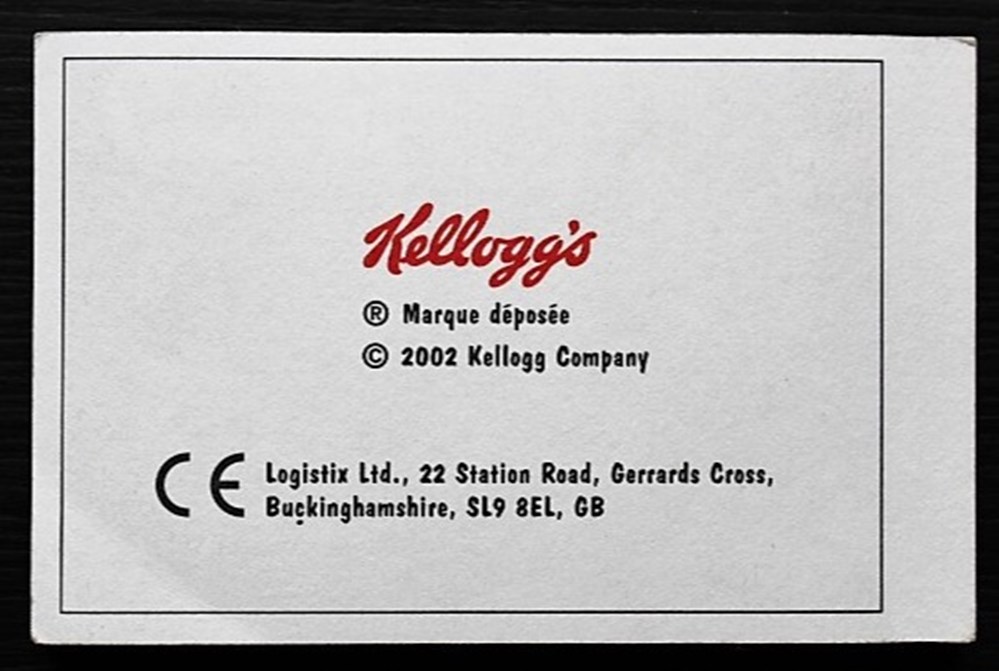 Kellogg's
® Marque déposée
© 2002 Kellogg Company
CE Logistix Ltd., 22 Station Road, Gerrards Cross,
Buckinghamshire, SL9 8EL, GB